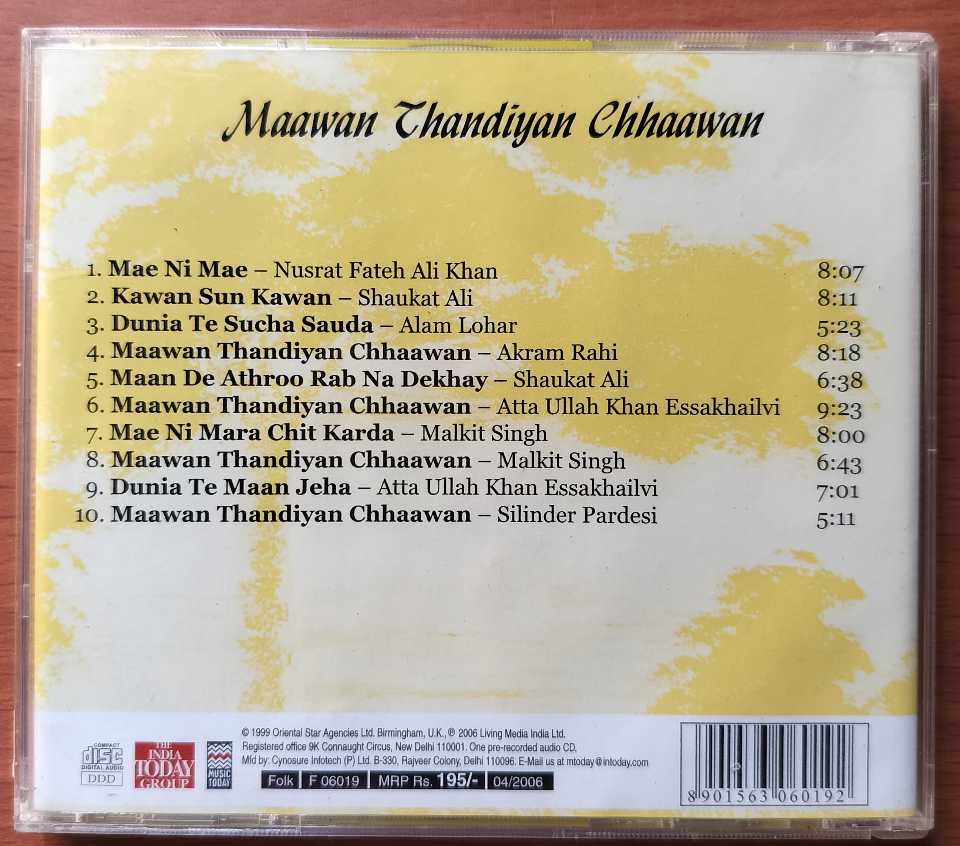 Maawan Thandiyan Chhaawan
1. Mae Ni Mae – Nusrat Fateh Ali Khan 8:07
2. Kawan Sun Kawan – Shaukat Ali 8:11
3. Dunia Te Sucha Sauda – Alam Lohar 5:23
4. Maawan Thandiyan Chhaawan – Akram Rahi 8:18
5. Maan De Athroo Rab Na Dekhay – Shaukat Ali 6:38
6. Maawan Thandiyan Chhaawan – Atta Ullah Khan Essakhailvi 9:23
7. Mae Ni Mara Chit Karda – Malkit Singh 8:00
8. Maawan Thandiyan Chhaawan – Malkit Singh 6:43
9. Dunia Te Maan Jeha – Atta Ullah Khan Essakhailvi 7:01
10. Maawan Thandiyan Chhaawan – Silinder Pardesi 5:11
COMPACT
disc
DIGITAL AUDIO
DDD
THE
INDIA
TODAY
GROUP
MUSIC
TODAY
© 1999 Oriental Star Agencies Ltd. Birmingham, U.K., ℗ 2006 Living Media India Ltd.
Registered office 9K Connaught Circus, New Delhi 110001. One pre-recorded audio CD.
Mfd by: Cynosure Infotech (P) Ltd. B-330, Rajveer Colony, Delhi 110096. E-Mail us at mtoday@intoday.com
Folk F 06019 MRP Rs. 195/- 04/2006
8 901563 060192